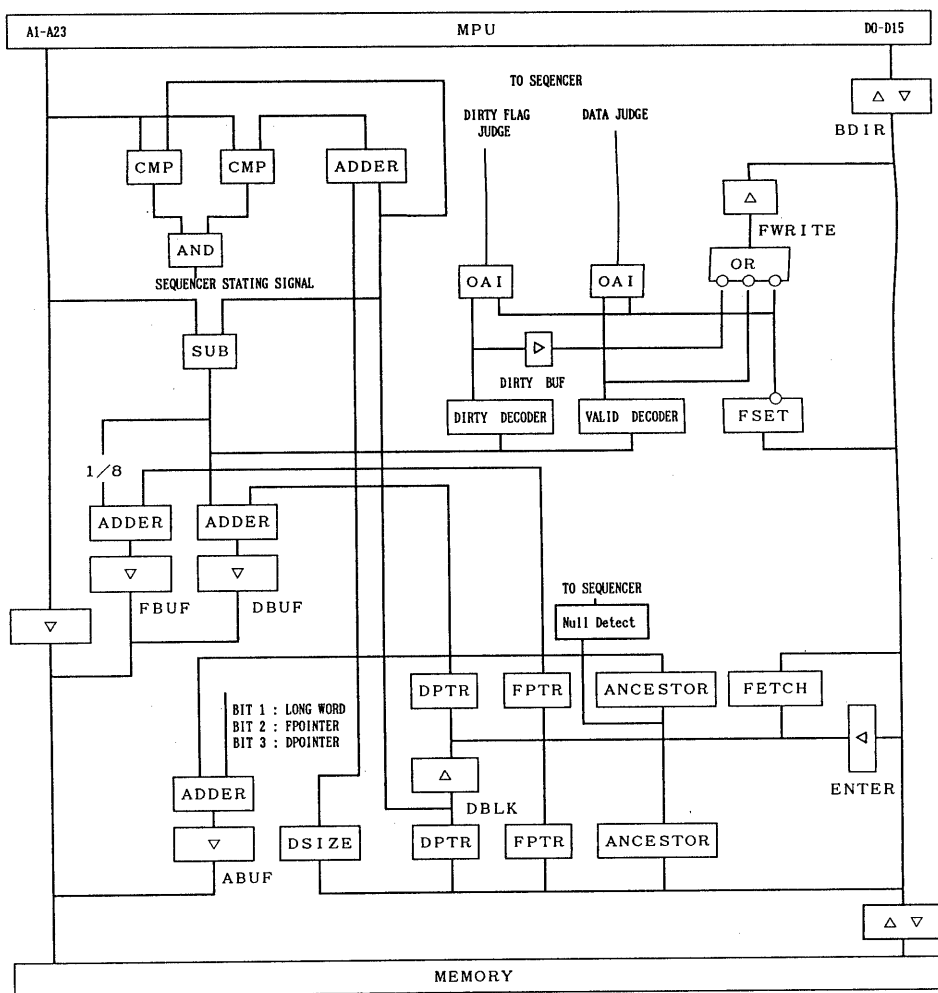 A1-A23
MPU
D0-D15
TO SEQENCER
DIRTY FLAG
JUDGE
DATA JUDGE
BDIR
CMP
CMP
ADDER
FWRITE
AND
OR
SEQUENCER STATING SIGNAL
OAI
OAI
SUB
DIRTY BUF
DIRTY DECODER
VALID DECODER
FSET
1/8
ADDER
ADDER
FBUF
DBUF
TO SEQUENCER
Null Detect
DPTR
FPTR
ANCESTOR
FETCH
BIT 1 : LONG WORD
BIT 2 : FPOINTER
BIT 3 : DPOINTER
ADDER
DBLK
ENTER
DSIZE
DPTR
FPTR
ANCESTOR
ABUF
MEMORY